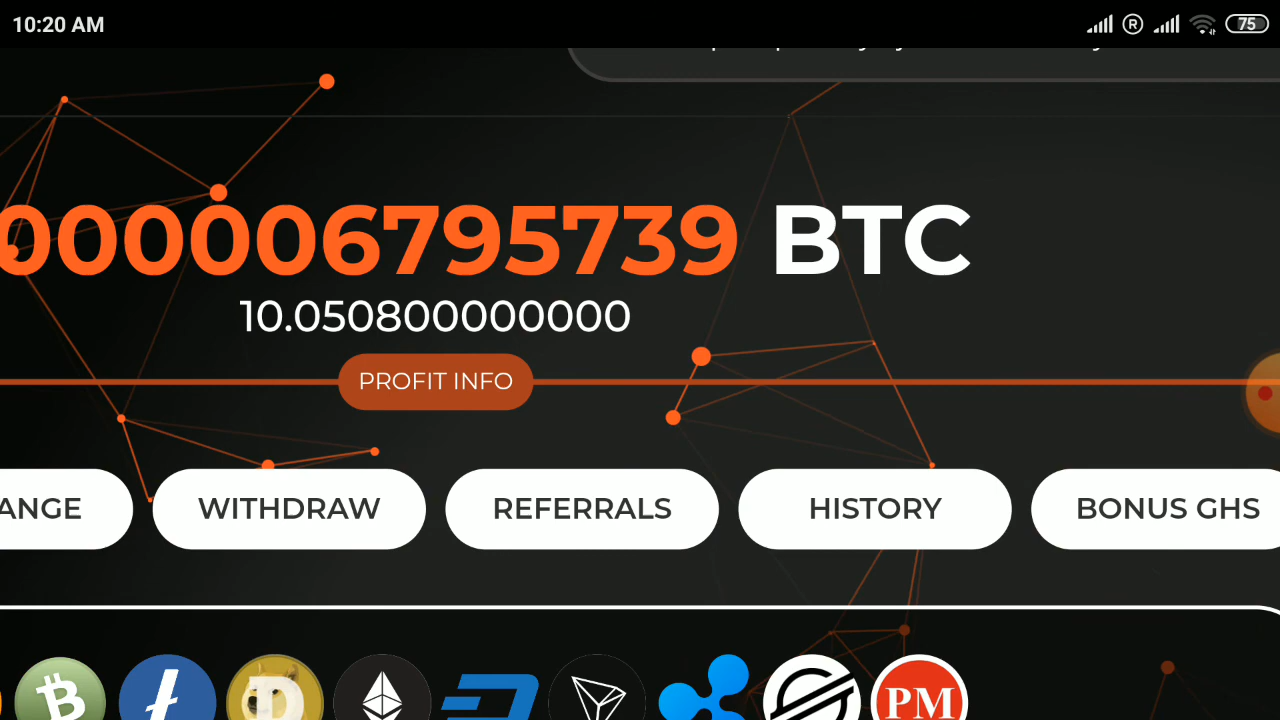 10:20 AM
R
75
000006795739 BTC
10.050800000000
PROFIT INFO
ANGE
WITHDRAW
REFERRALS
HISTORY
BONUS GHS
PM